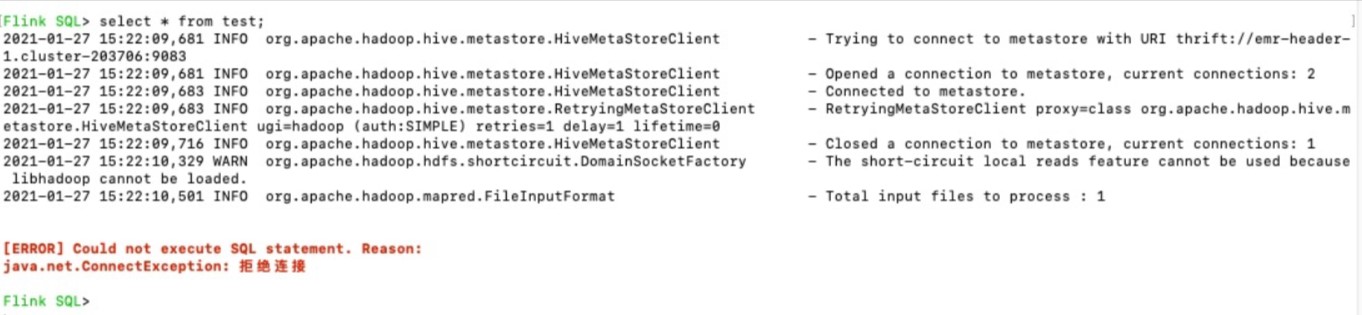 Flink SQL> select * from test;
2021-01-27 15:22:09,681 INFO  org.apache.hadoop.hive.metastore.HiveMetaStoreClient          - Trying to connect to metastore with URI thrift://emr-header-
1.cluster-203706:9083
2021-01-27 15:22:09,681 INFO  org.apache.hadoop.hive.metastore.HiveMetaStoreClient          - Opened a connection to metastore, current connections: 2
2021-01-27 15:22:09,683 INFO  org.apache.hadoop.hive.metastore.HiveMetaStoreClient          - Connected to metastore.
2021-01-27 15:22:09,683 INFO  org.apache.hadoop.hive.metastore.RetryingMetaStoreClient      - RetryingMetaStoreClient proxy=class org.apache.hadoop.hive.m
etastore.HiveMetaStoreClient ugi=hadoop (auth:SIMPLE) retries=1 delay=1 lifetime=0
2021-01-27 15:22:09,716 INFO  org.apache.hadoop.hive.metastore.HiveMetaStoreClient          - Closed a connection to metastore, current connections: 1
2021-01-27 15:22:10,329 WARN  org.apache.hadoop.hdfs.shortcircuit.DomainSocketFactory       - The short-circuit local reads feature cannot be used because
 libhadoop cannot be loaded.
2021-01-27 15:22:10,501 INFO  org.apache.hadoop.mapred.FileInputFormat                      - Total input files to process : 1
[ERROR] Could not execute SQL statement. Reason:
java.net.ConnectException: 拒绝连接
Flink SQL>